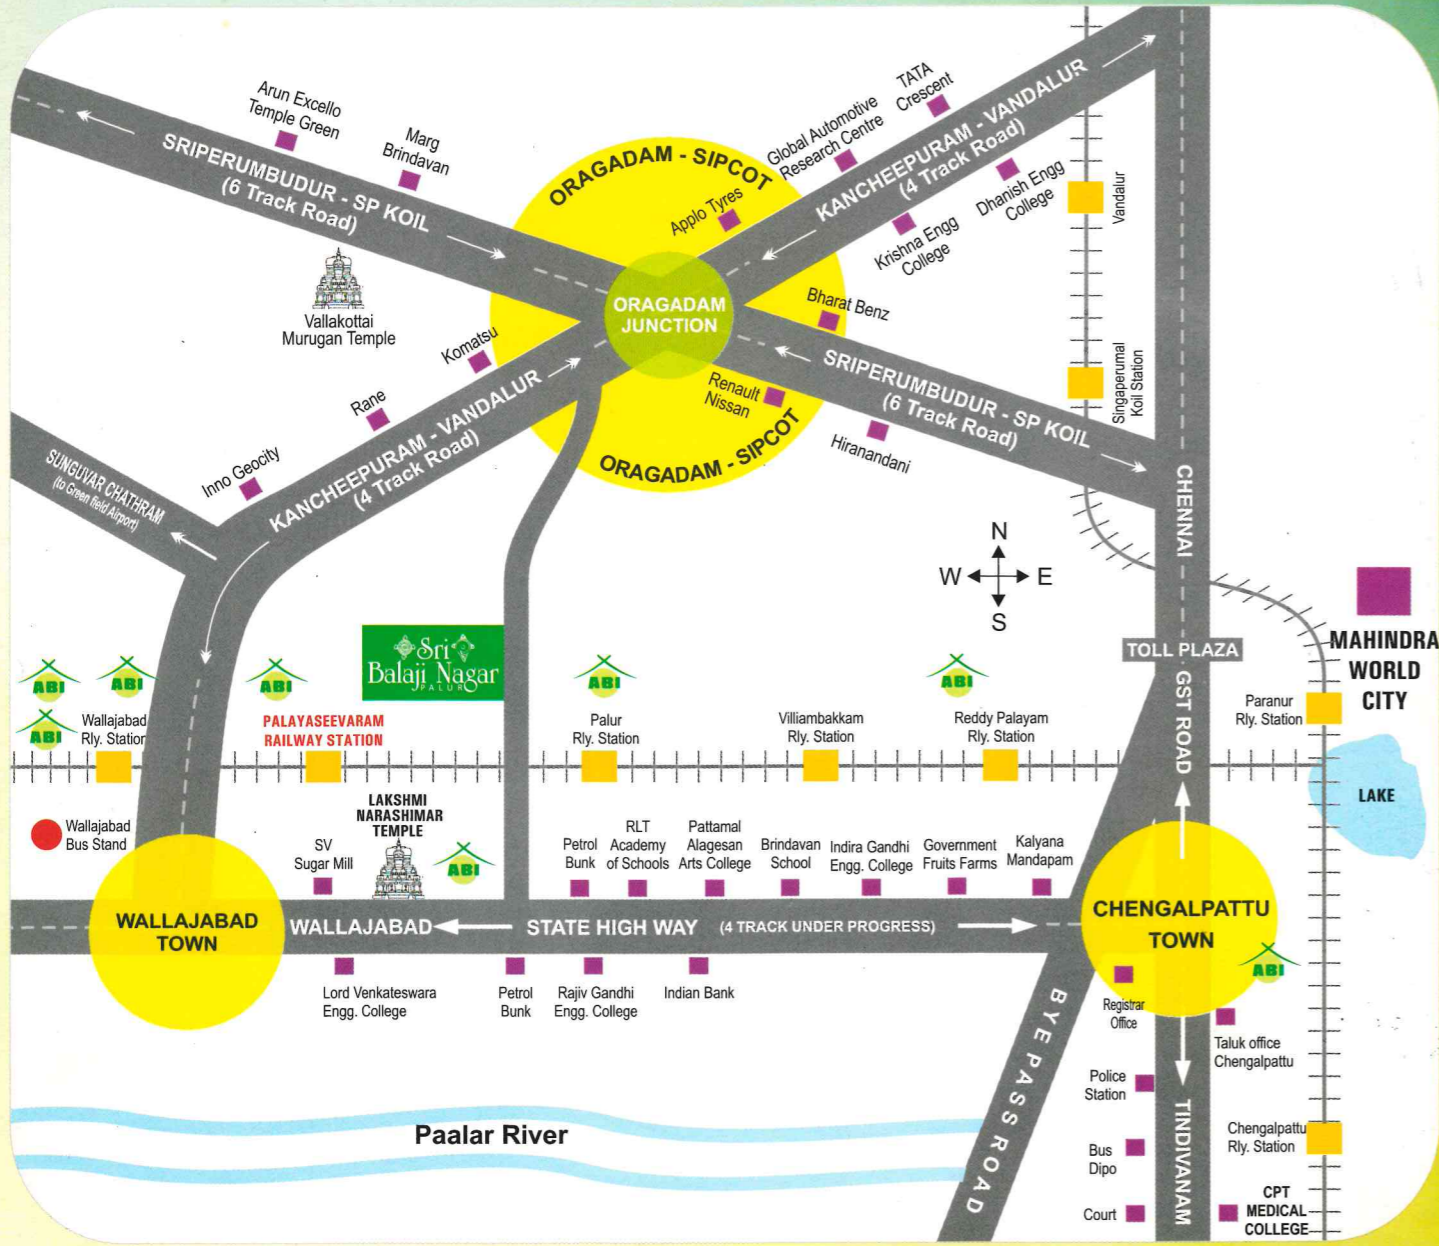 Arun Excello
Temple Green
Marg
Brindavan
SRIPERUMBUDUR - SP KOIL
(6 Track Road)
Vallakottai
Murugan Temple
ORAGADAM - SIPCOT
Applo Tyres
Global Automotive
Research Centre
TATA
Crescent
KANCHEEPURAM - VANDALUR
(4 Track Road)
Dhanish Engg
College
Krishna Engg
College
Vandalur
ORAGADAM
JUNCTION
Bharat Benz
Renault
Nissan
SRIPERUMBUDUR - SP KOIL
(6 Track Road)
Hiranandani
ORAGADAM - SIPCOT
Singaperumal
Koil Station
Komatsu
Rane
Inno Geocity
KANCHEEPURAM - VANDALUR
(4 Track Road)
SUNGUVAR CHATHRAM
(to Green field Airport)
CHENNAI
N
W
E
S
MAHINDRA
WORLD
CITY
TOLL PLAZA
GST ROAD
Sri
Balaji Nagar
PALUR
ABI
ABI
ABI
ABI
ABI
ABI
Wallajabad
Rly. Station
PALAYASEEVARAM
RAILWAY STATION
Palur
Rly. Station
Villiambakkam
Rly. Station
Reddy Palayam
Rly. Station
Paranur
Rly. Station
LAKE
Wallajabad
Bus Stand
SV
Sugar Mill
LAKSHMI
NARASHIMAR
TEMPLE
ABI
Petrol
Bunk
RLT
Academy
of Schools
Pattamal
Alagesan
Arts College
Brindavan
School
Indira Gandhi
Engg. College
Government
Fruits Farms
Kalyana
Mandapam
WALLAJABAD
TOWN
WALLAJABAD
STATE HIGH WAY
(4 TRACK UNDER PROGRESS)
CHENGALPATTU
TOWN
ABI
Lord Venkateswara
Engg. College
Petrol
Bunk
Rajiv Gandhi
Engg. College
Indian Bank
BYE PASS ROAD
Registrar
Office
Taluk office
Chengalpattu
Police
Station
Bus
Dipo
Court
TINDIVANAM
Chengalpattu
Rly. Station
CPT
MEDICAL
COLLEGE
Paalar River